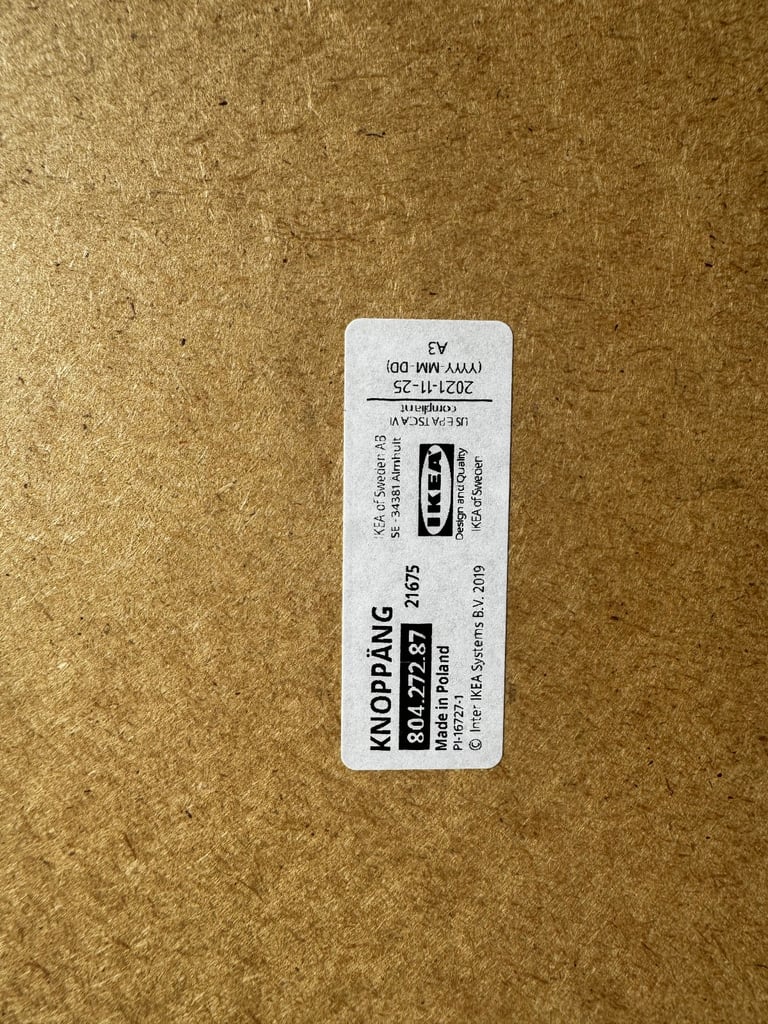 KNOPPÄNG
804.272.87 21675
Made in Poland
PI-16727-1
© Inter IKEA Systems B.V. 2019
IKEA of Sweden AB
SE -34381 Älmhult
IKEA
Design and Quality
IKEA of Sweden
US EPA TSCA VI
compliant
2021-11-25
(YYYY-MM-DD)
A3